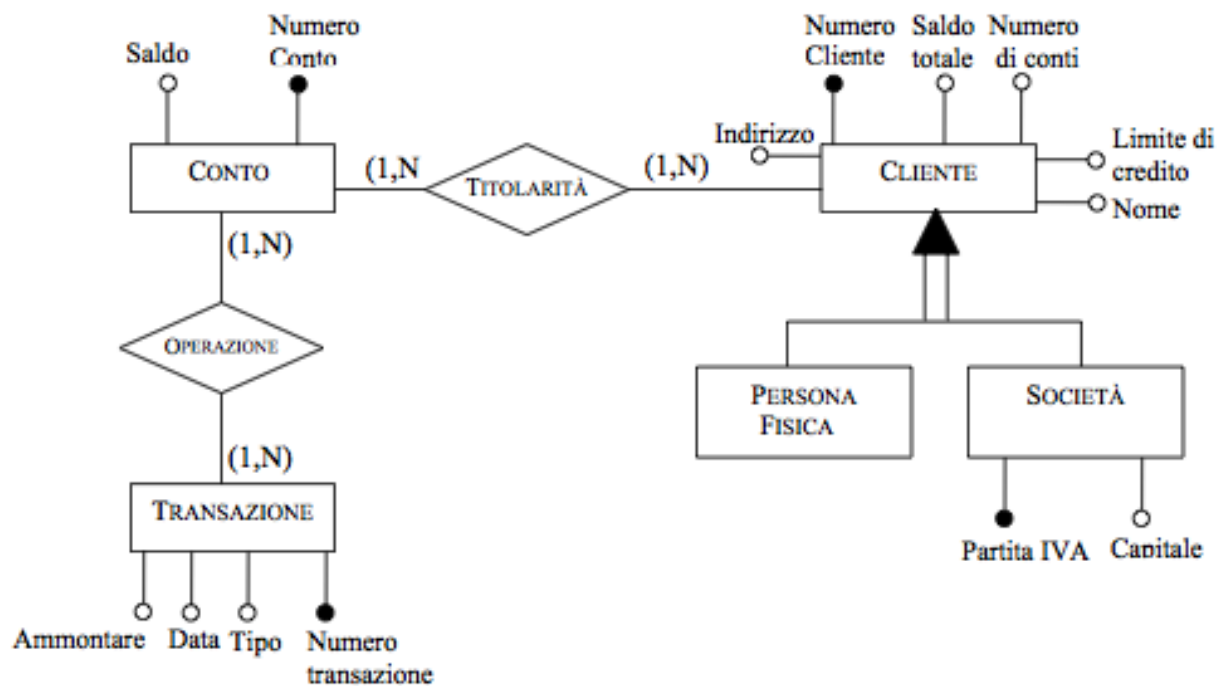 Numero
Conto
Saldo
Numero
Cliente
Saldo
totale
Numero
di conti
Indirizzo
Limite di
credito
Nome
CONTO
(1,N
TITOLARITÀ
(1,N)
CLIENTE
(1,N)
OPERAZIONE
(1,N)
PERSONA
FISICA
SOCIETÀ
TRANSAZIONE
Partita IVA
Capitale
Ammontare
Data
Tipo
Numero
transazione